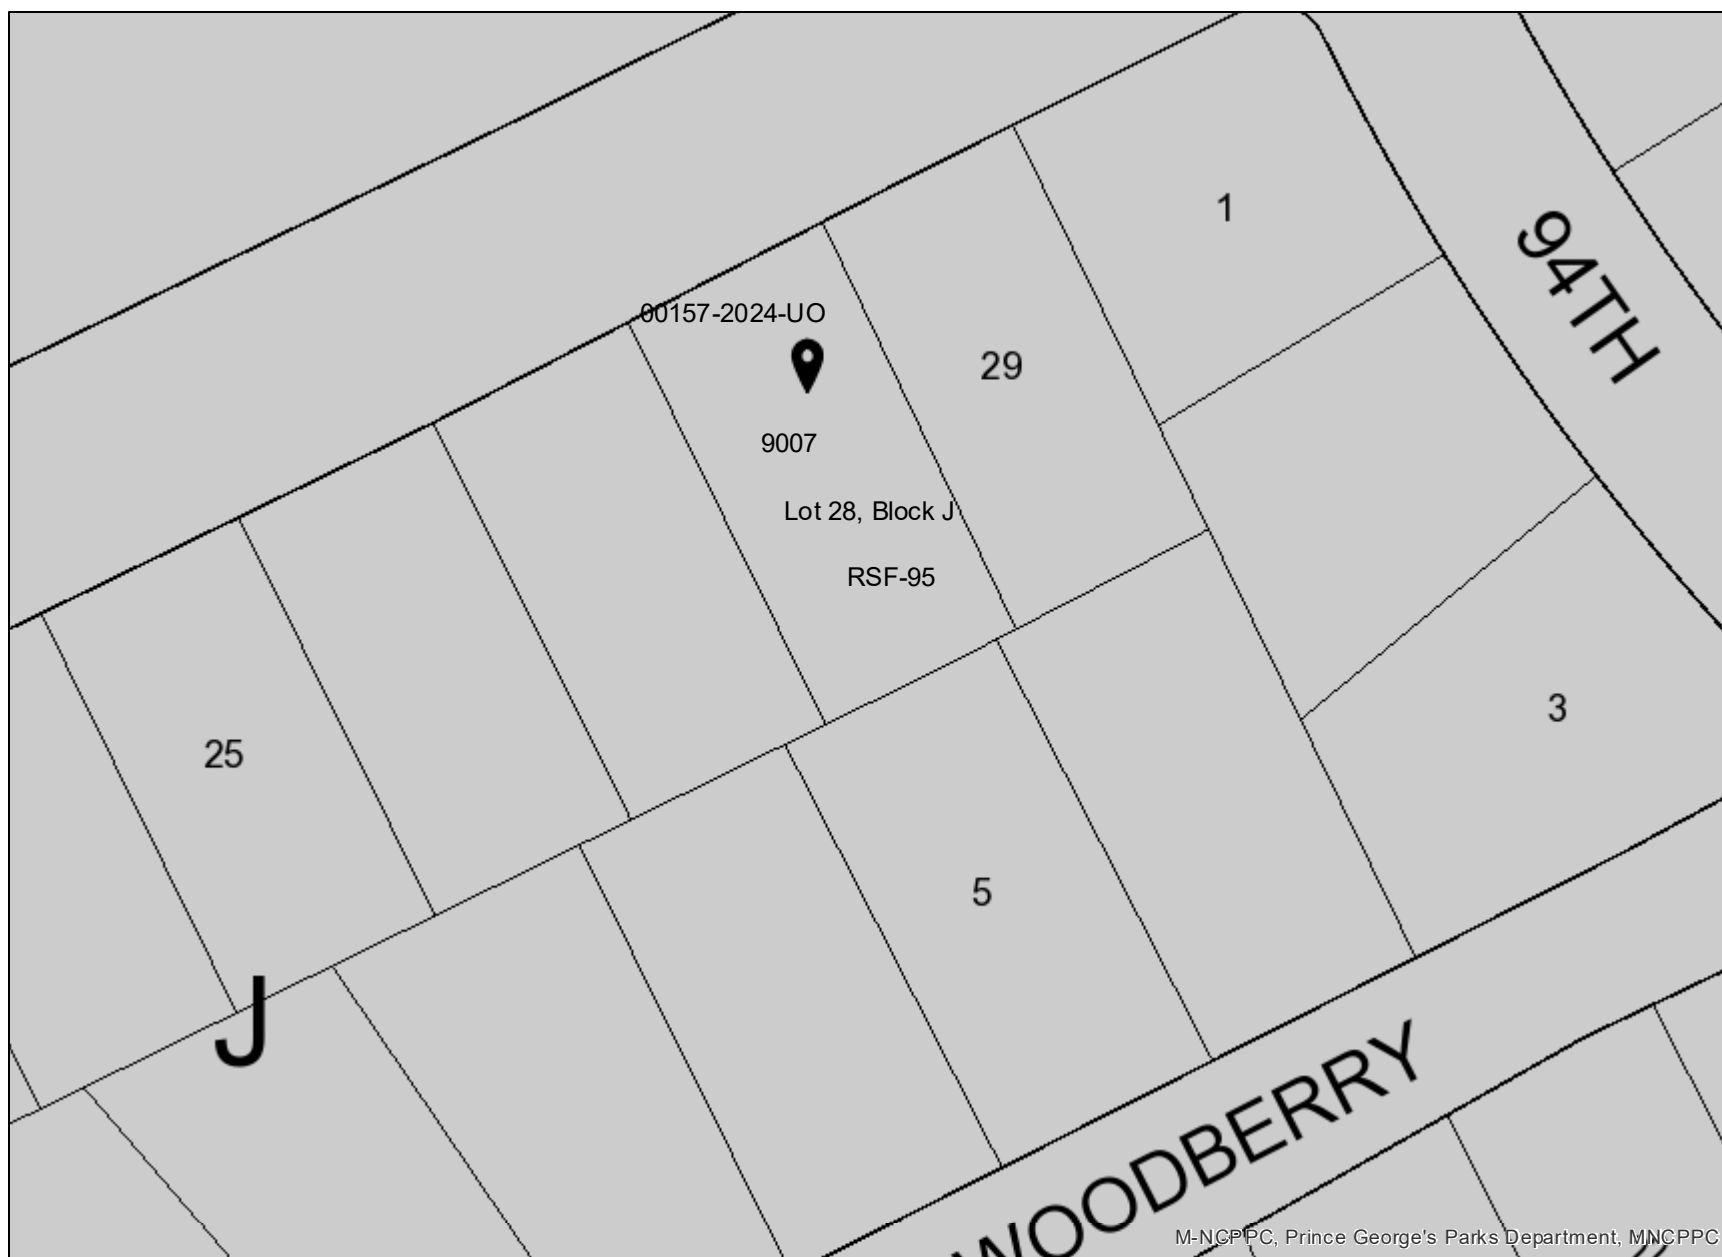 1
94TH
00157-2024-UO
29
9007
Lot 28, Block J
RSF-95
3
25
5
J
WOODBERRY
M-NCPPC, Prince George's Parks Department, MNCPPC